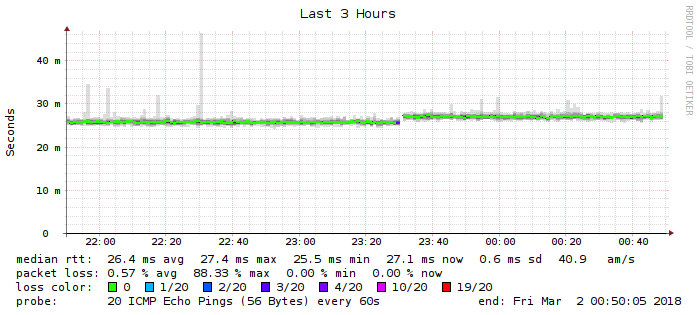 Last 3 Hours
RRDTOOL / TOBI OETIKER
Seconds
40 m
30 m
20 m
10 m
0
22:00 22:20 22:40 23:00 23:20 23:40 00:00 00:20 00:40
median rtt: 26.4 ms avg 27.4 ms max 25.5 ms min 27.1 ms now 0.6 ms sd 40.9 am/s
packet loss: 0.57 % avg 88.33 % max 0.00 % min 0.00 % now
loss color: 0 1/20 2/20 3/20 4/20 10/20 19/20
probe: 20 ICMP Echo Pings (56 Bytes) every 60s end: Fri Mar 2 00:50:05 2018